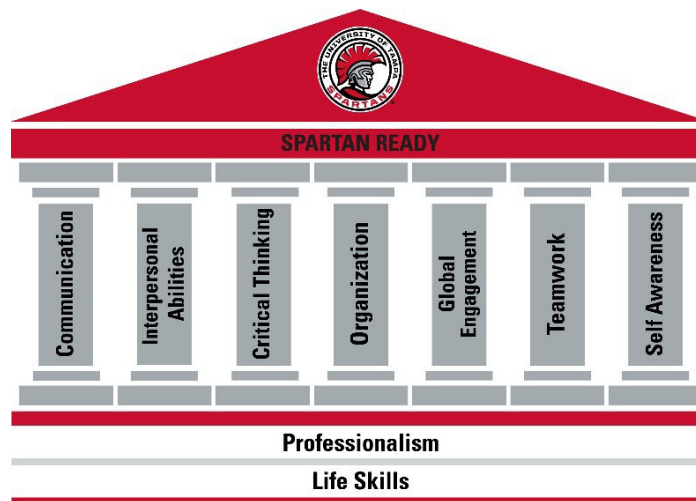 THE UNIVERSITY OF TAMPA
SPARTANS
SPARTAN READY
Communication
Interpersonal
Abilities
Critical Thinking
Organization
Global
Engagement
Teamwork
Self Awareness
Professionalism
Life Skills